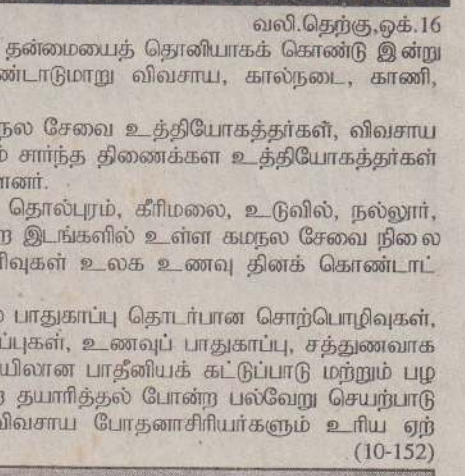 வலி.தெற்கு,ஒக்.16
தன்மையைத் தொனியாகக் கொண்டு இன்று
ண்டாடுமாறு விவசாய, கால்நடை, காணி,
நல சேவை உத்தியோகத்தர்கள், விவசாய
ம் சார்ந்த திணைக்கள உத்தியோகத்தர்கள்
ளனர்.
தொல்புரம், கீரிமலை, உடுவில், நல்லூர்,
ற இடங்களில் உள்ள கமநல சேவை நிலை
ரிவுகள் உலக உணவு தினக் கொண்டாட்
பாதுகாப்பு தொடர்பான சொற்பொழிவுகள்,
ப்புகள், உணவுப் பாதுகாப்பு, சத்துணவாக
யிலான பாதீனியக் கட்டுப்பாடு மற்றும் பழ
ற தயாரித்தல் போன்ற பல்வேறு செயற்பாடு
விவசாய போதனாசிரியர்களும் உரிய ஏற்
(10-152)